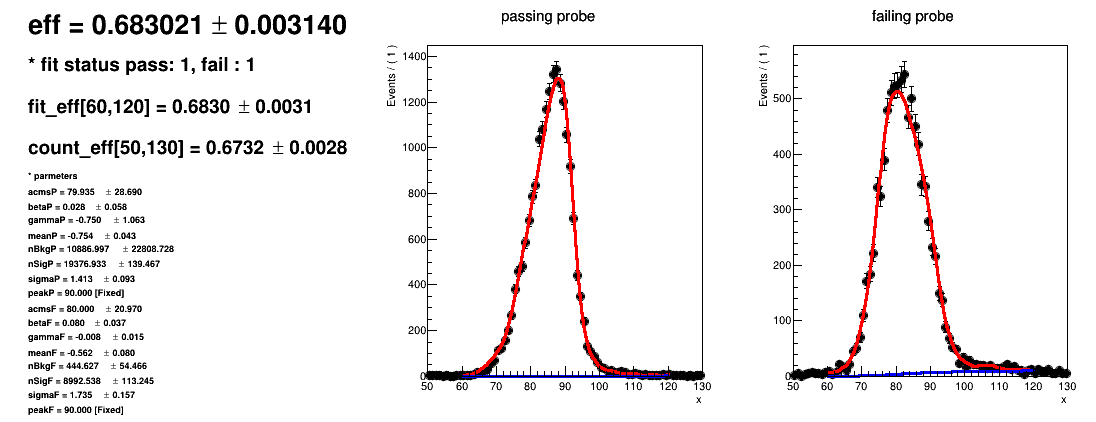 eff = 0.683021 ± 0.003140
* fit status pass: 1, fail : 1
fit_eff[60,120] = 0.6830 ± 0.0031
count_eff[50,130] = 0.6732 ± 0.0028
* parmeters
acmsP = 79.935 ± 28.690
betaP = 0.028 ± 0.058
gammaP = -0.750 ± 1.063
meanP = -0.754 ± 0.043
nBkgP = 10886.997 ± 22808.728
nSigP = 19376.933 ± 139.467
sigmaP = 1.413 ± 0.093
peakP = 90.000 [Fixed]
acmsF = 80.000 ± 20.970
betaF = 0.080 ± 0.037
gammaF = -0.008 ± 0.015
meanF = -0.562 ± 0.080
nBkgF = 444.627 ± 54.466
nSigF = 8992.538 ± 113.245
sigmaF = 1.735 ± 0.157
peakF = 90.000 [Fixed]
passing probe
Events / ( 1 )
1400
1200
1000
800
600
400
200
0
50 60 70 80 90 100 110 120 130
x
failing probe
Events / ( 1 )
500
400
300
200
100
0
50 60 70 80 90 100 110 120 130
x